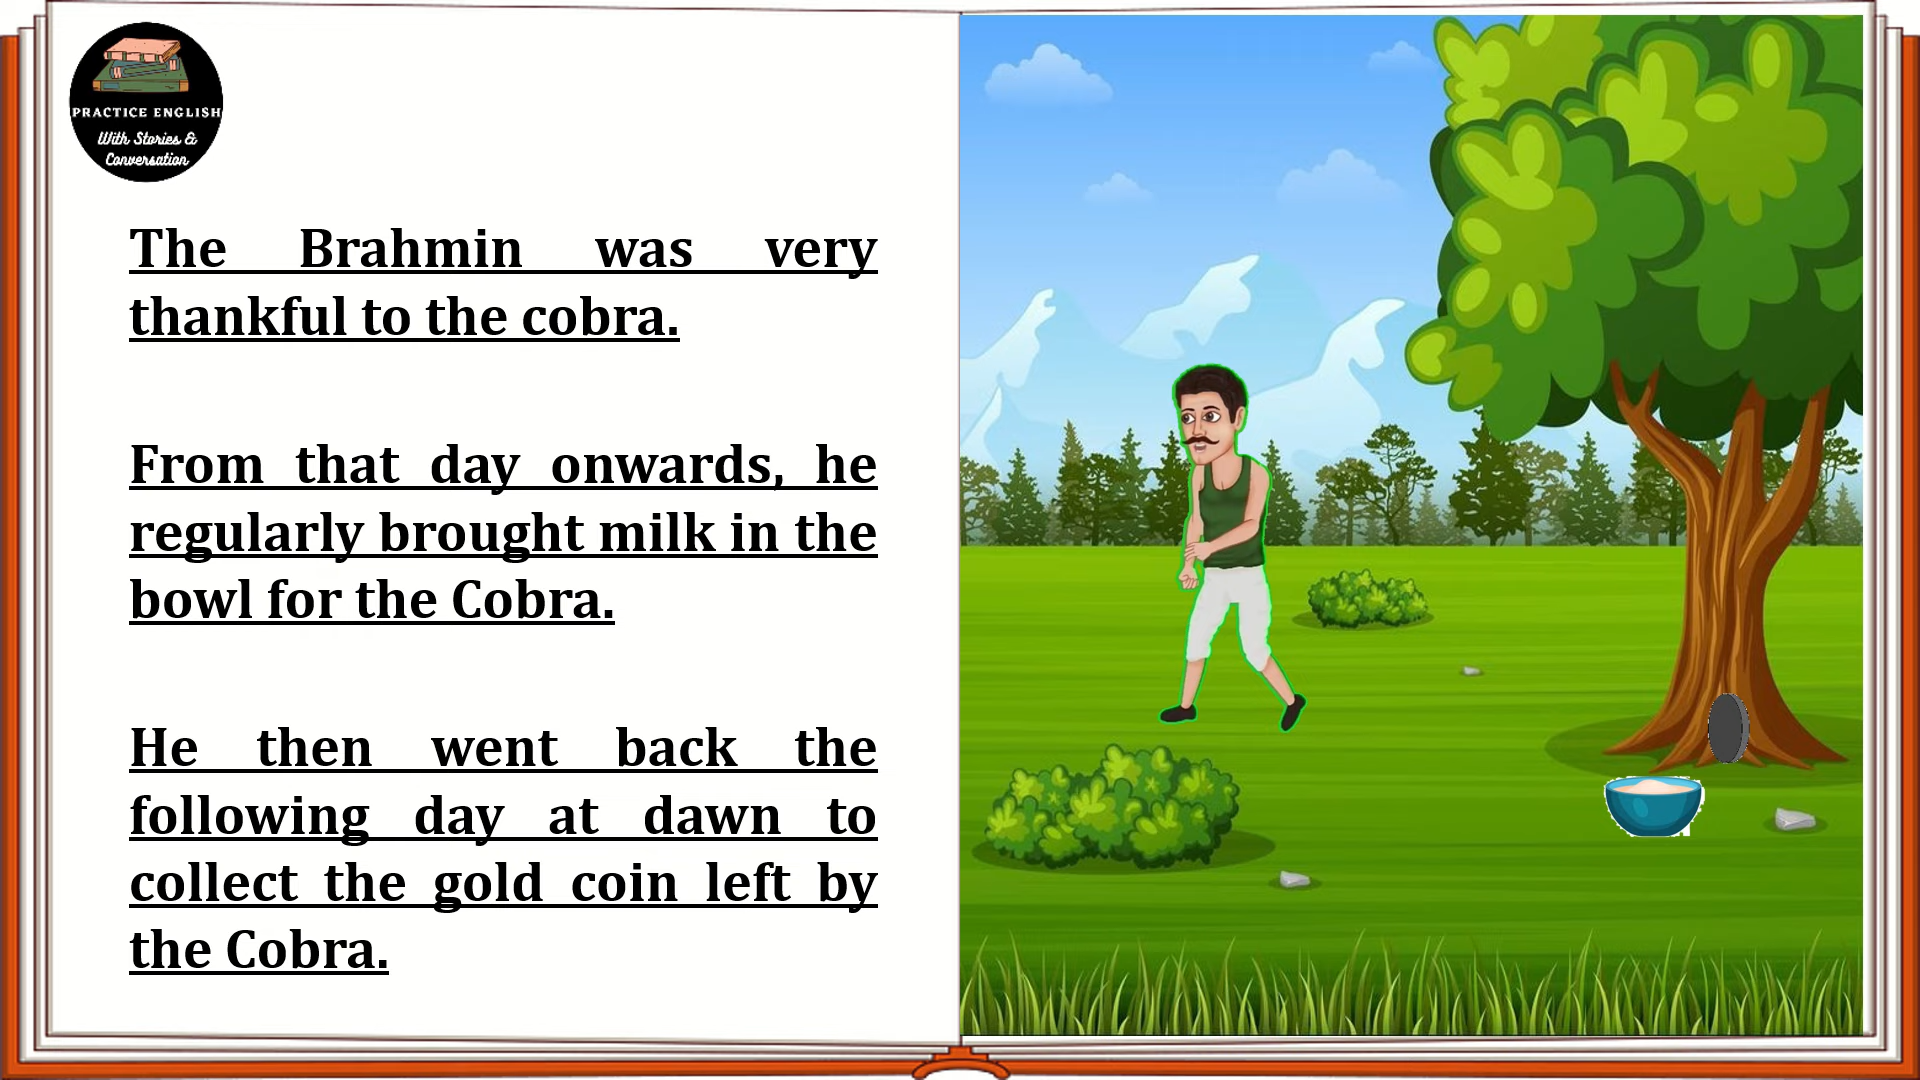 PRACTICE ENGLISH
With Stories &
Conversation
The Brahmin was very
thankful to the cobra.
From that day onwards, he
regularly brought milk in the
bowl for the Cobra.
He then went back the
following day at dawn to
collect the gold coin left by
the Cobra.